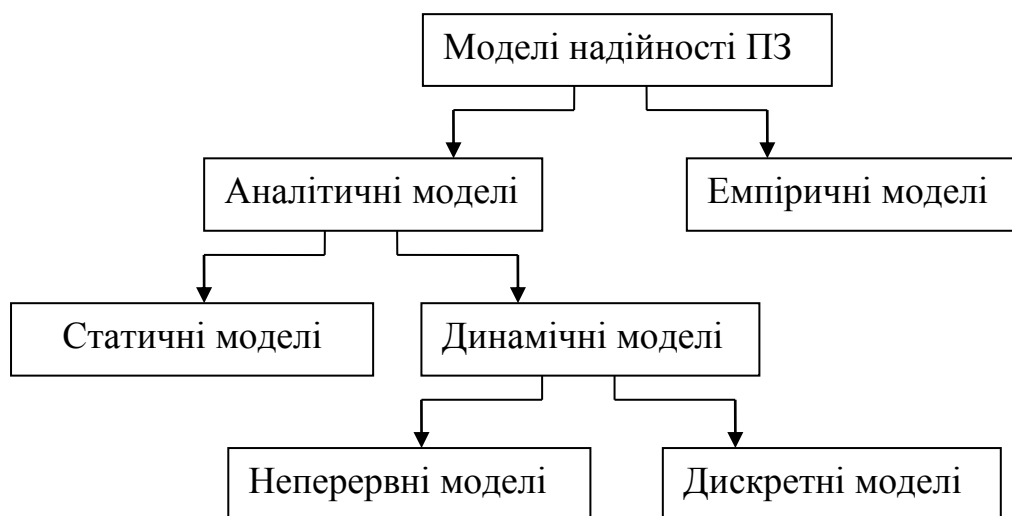 Моделі надійності ПЗ
Аналітичні моделі
Емпіричні моделі
Статичні моделі
Динамічні моделі
Неперервні моделі
Дискретні моделі